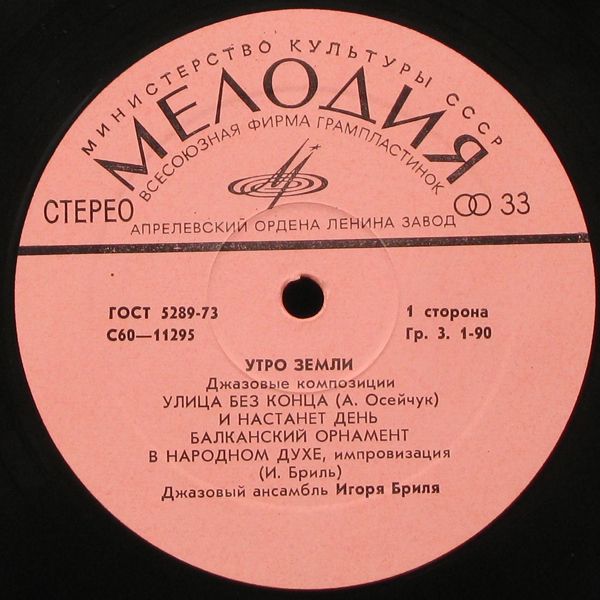 МИНИСТЕРСТВО КУЛЬТУРЫ СССР
МЕЛОДИЯ
ВСЕСОЮЗНАЯ ФИРМА ГРАМПЛАСТИНОК
СТЕРЕО
33
АПРЕЛЕВСКИЙ ОРДЕНА ЛЕНИНА ЗАВОД
ГОСТ 5289-73
1 сторона
С60—11295
Гр. 3. 1-90
УТРО ЗЕМЛИ
Джазовые композиции
УЛИЦА БЕЗ КОНЦА (А. Осейчук)
И НАСТАНЕТ ДЕНЬ
БАЛКАНСКИЙ ОРНАМЕНТ
В НАРОДНОМ ДУХЕ, импровизация
(И. Бриль)
Джазовый ансамбль Игоря Бриля